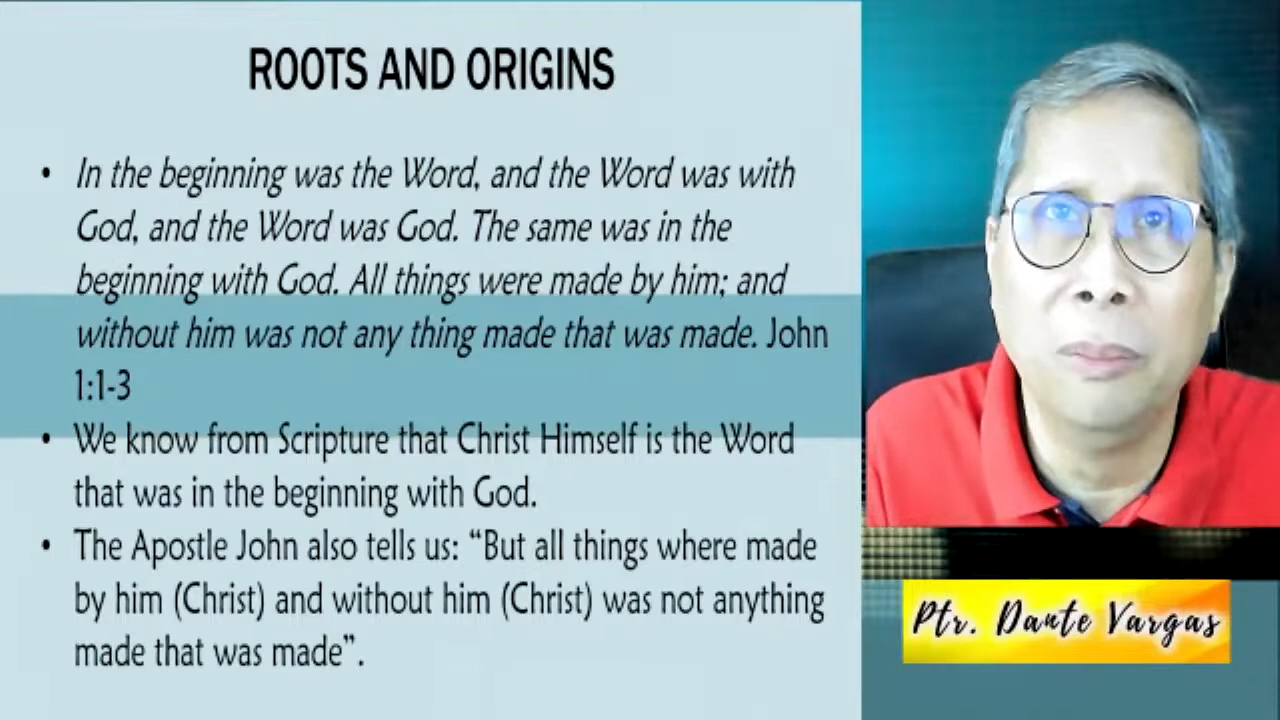 ROOTS AND ORIGINS
• In the beginning was the Word, and the Word was with
God, and the Word was God. The same was in the
beginning with God. All things were made by him; and
without him was not any thing made that was made. John
1:1-3
• We know from Scripture that Christ Himself is the Word
that was in the beginning with God.
• The Apostle John also tells us: “But all things where made
by him (Christ) and without him (Christ) was not anything
made that was made”.
Ptr. Dante Vargas